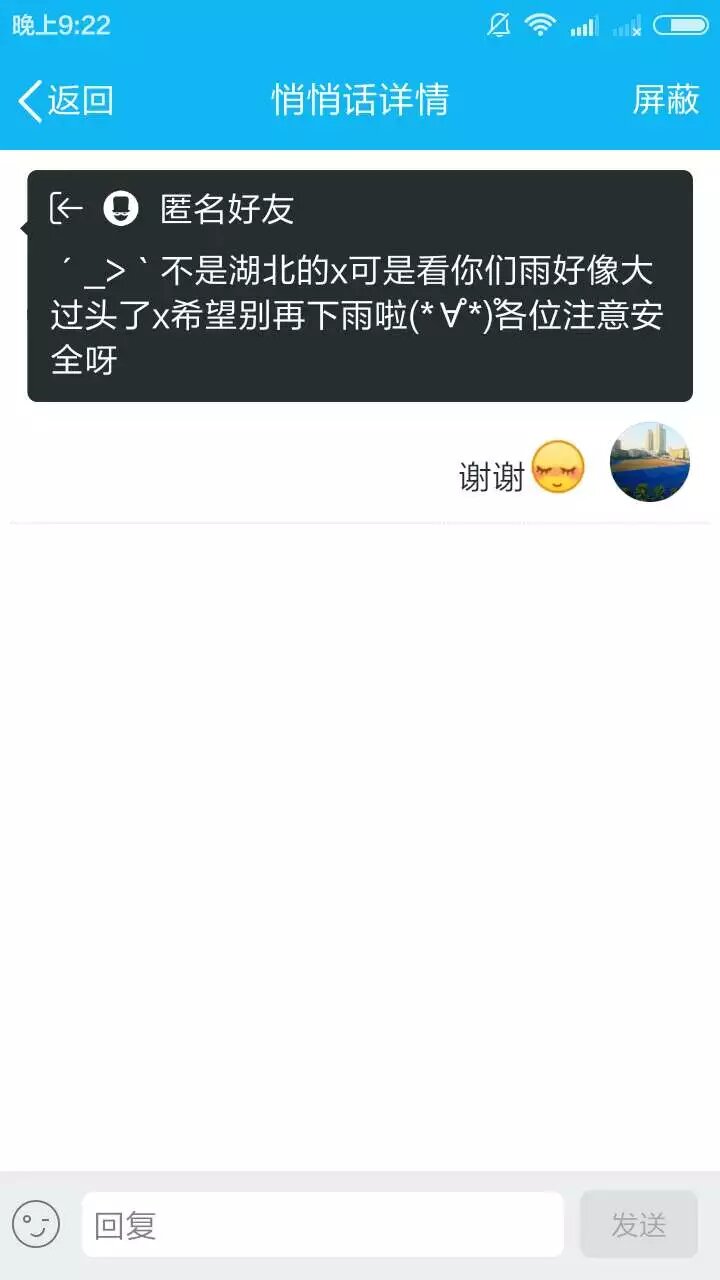 晚上9:22
返回
悄悄话详情
屏蔽
匿名好友
´_>`不是湖北的x可是看你们雨好像大
过头了x希望别再下雨啦(*´∀`*)各位注意安
全呀
谢谢
回复
发送